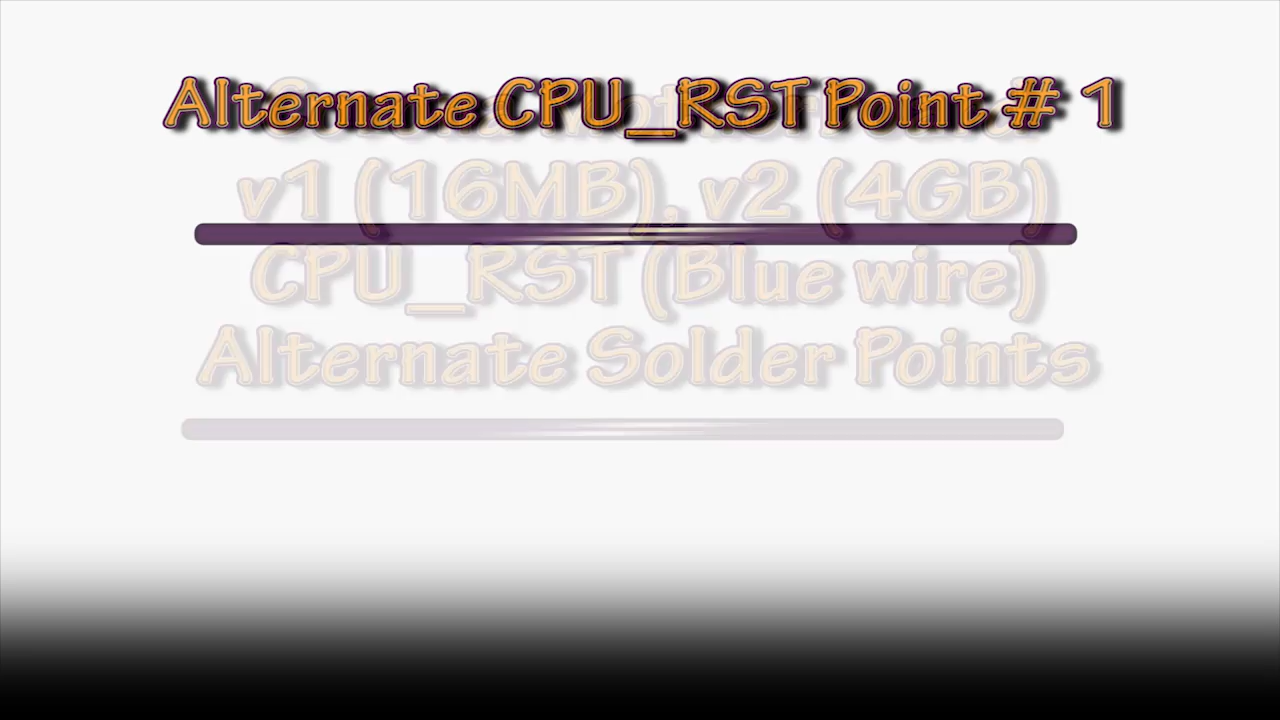 Alternate CPU_RST Point # 1
v1 (16MB), v2 (4GB)
CPU_RST (Blue wire)
Alternate Solder Points